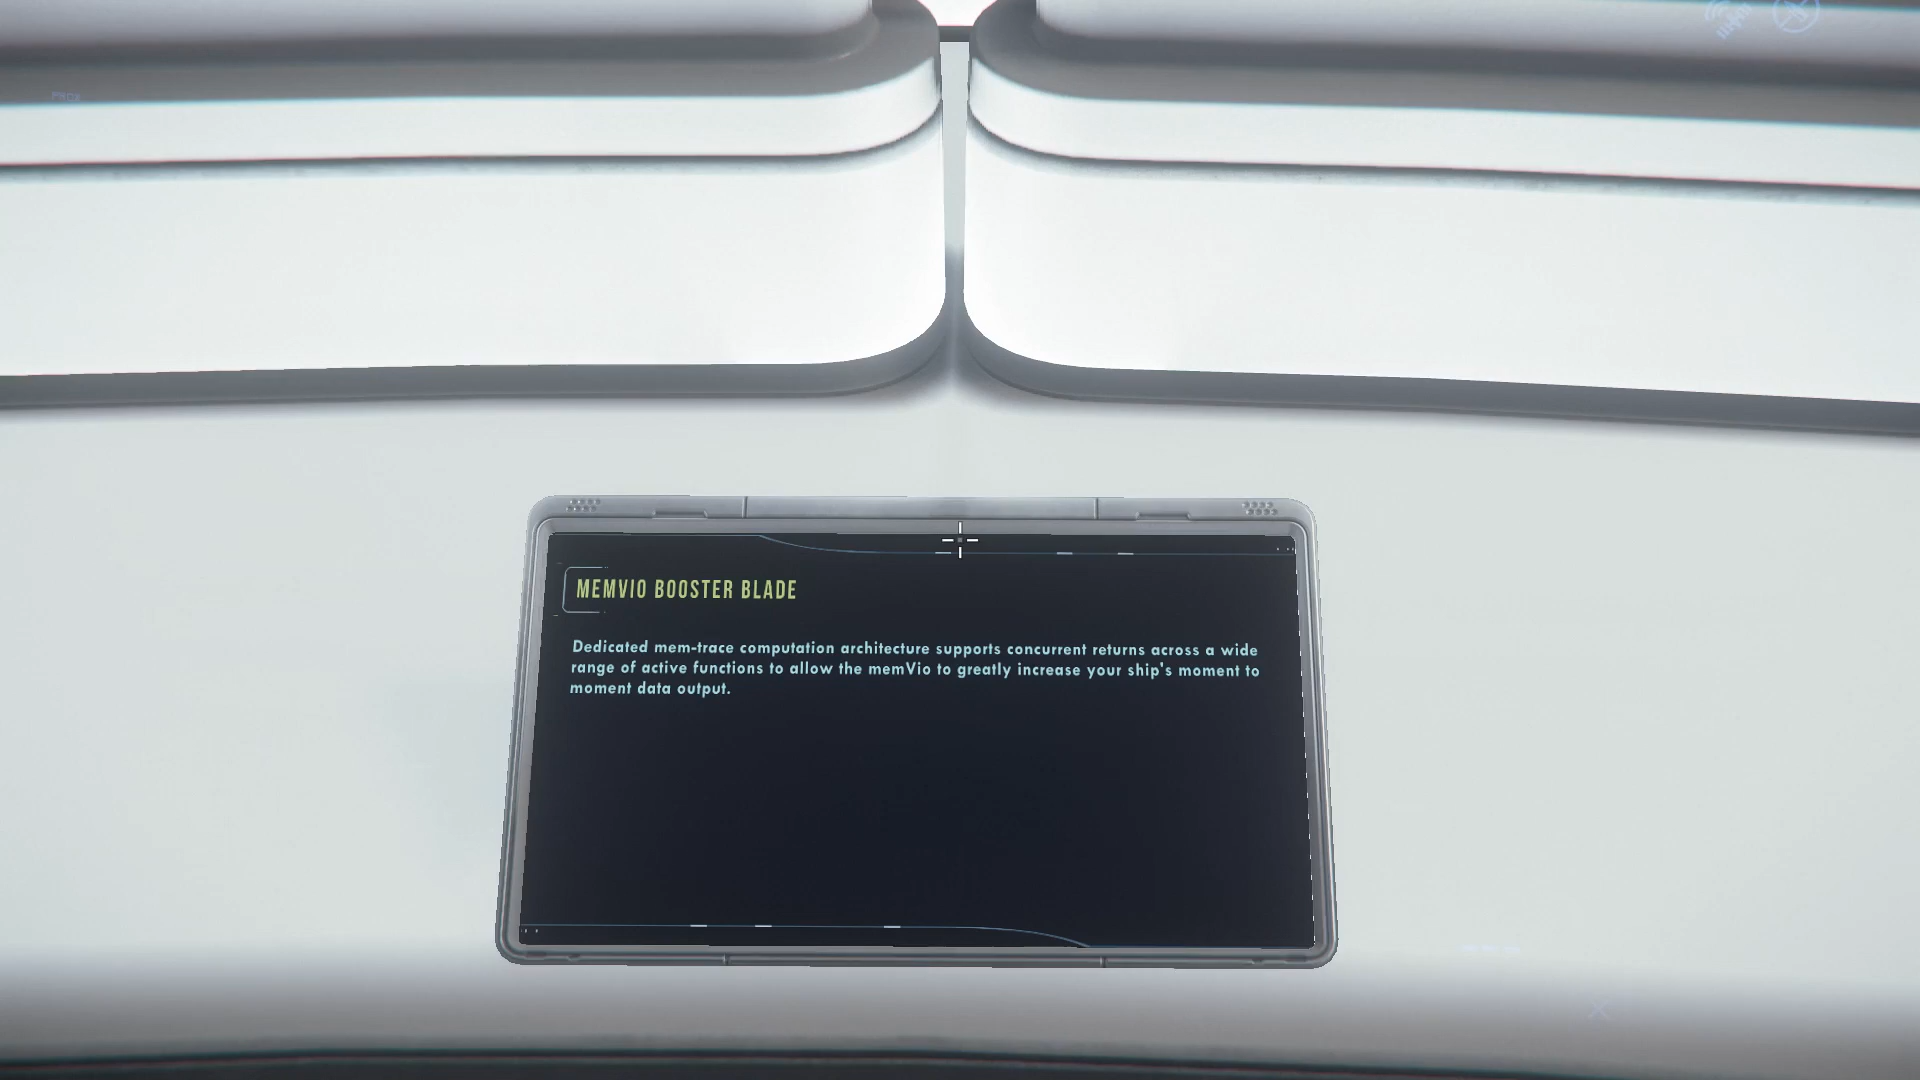 MEMVIO BOOSTER BLADE
Dedicated mem-trace computation architecture supports concurrent returns across a wide
range of active functions to allow the memVio to greatly increase your ship's moment to
moment data output.